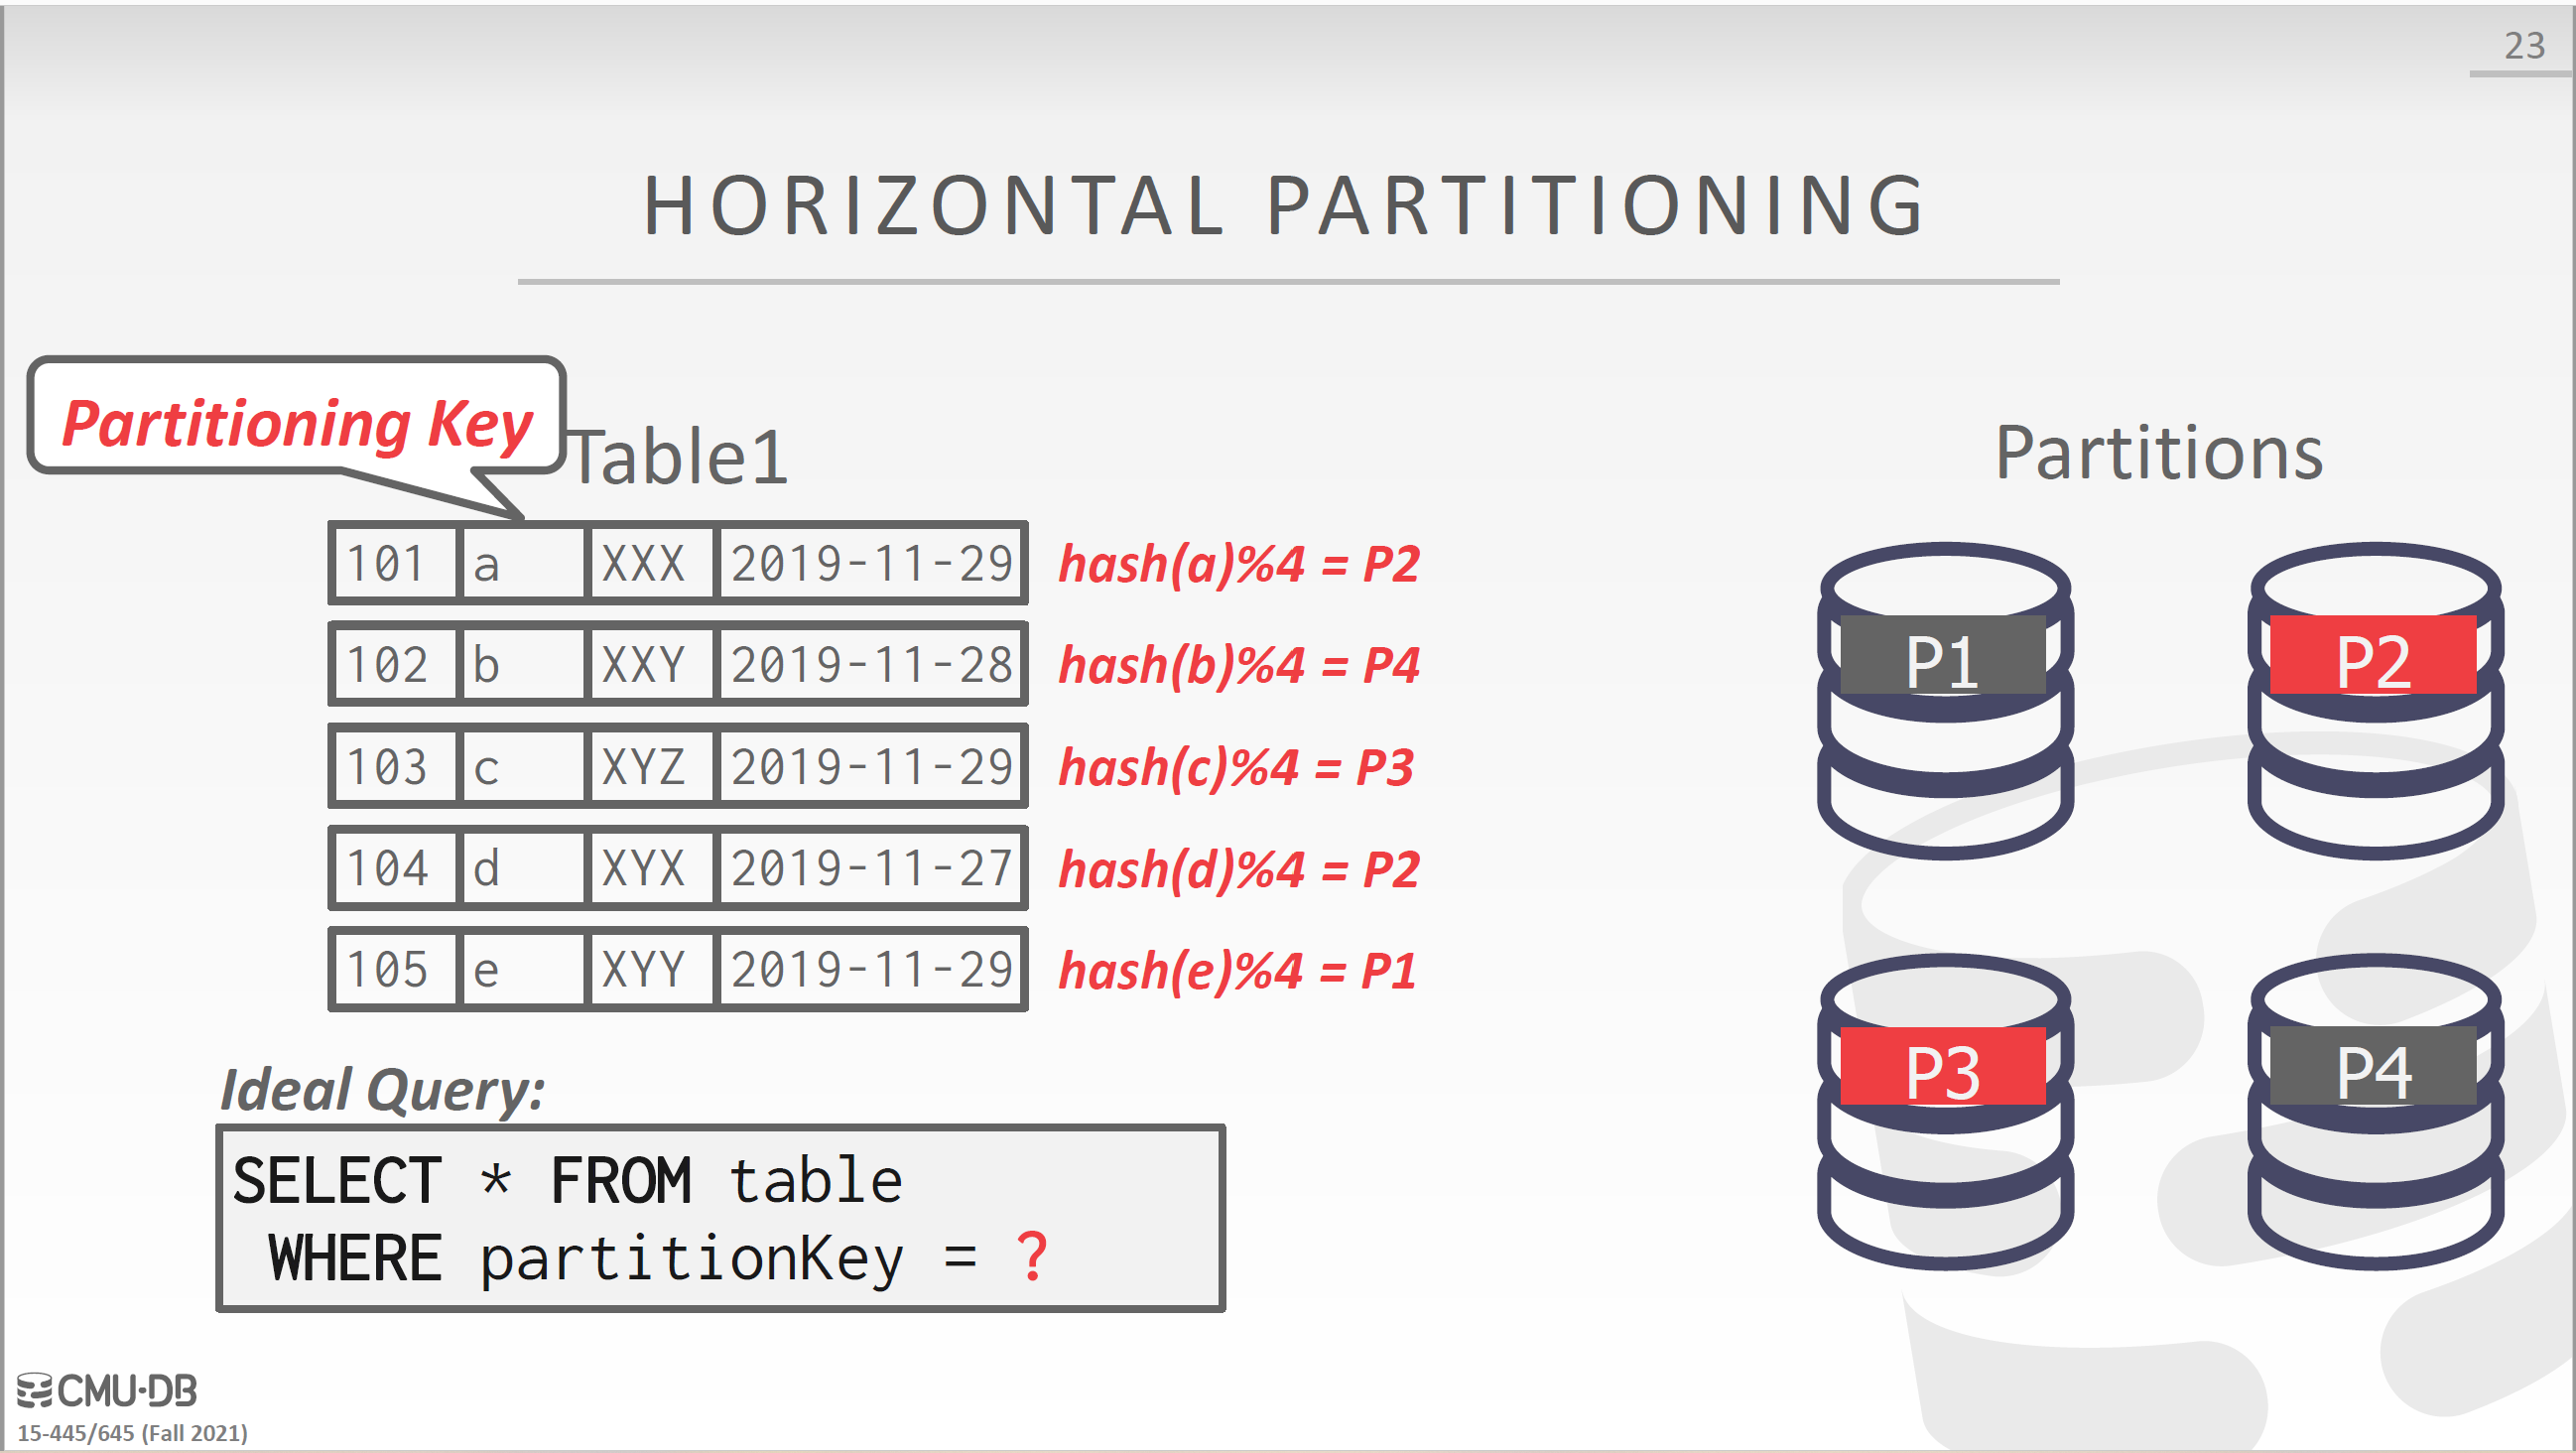 23
HORIZONTAL PARTITIONING
Partitioning Key
Table1
101 a XXX 2019-11-29 hash(a)%4 = P2
102 b XXY 2019-11-28 hash(b)%4 = P4
103 c XYZ 2019-11-29 hash(c)%4 = P3
104 d XYX 2019-11-27 hash(d)%4 = P2
105 e XYY 2019-11-29 hash(e)%4 = P1
Ideal Query:
SELECT * FROM table
WHERE partitionKey = ?
Partitions
P1 P2
P3 P4
CMU·DB
15-445/645 (Fall 2021)